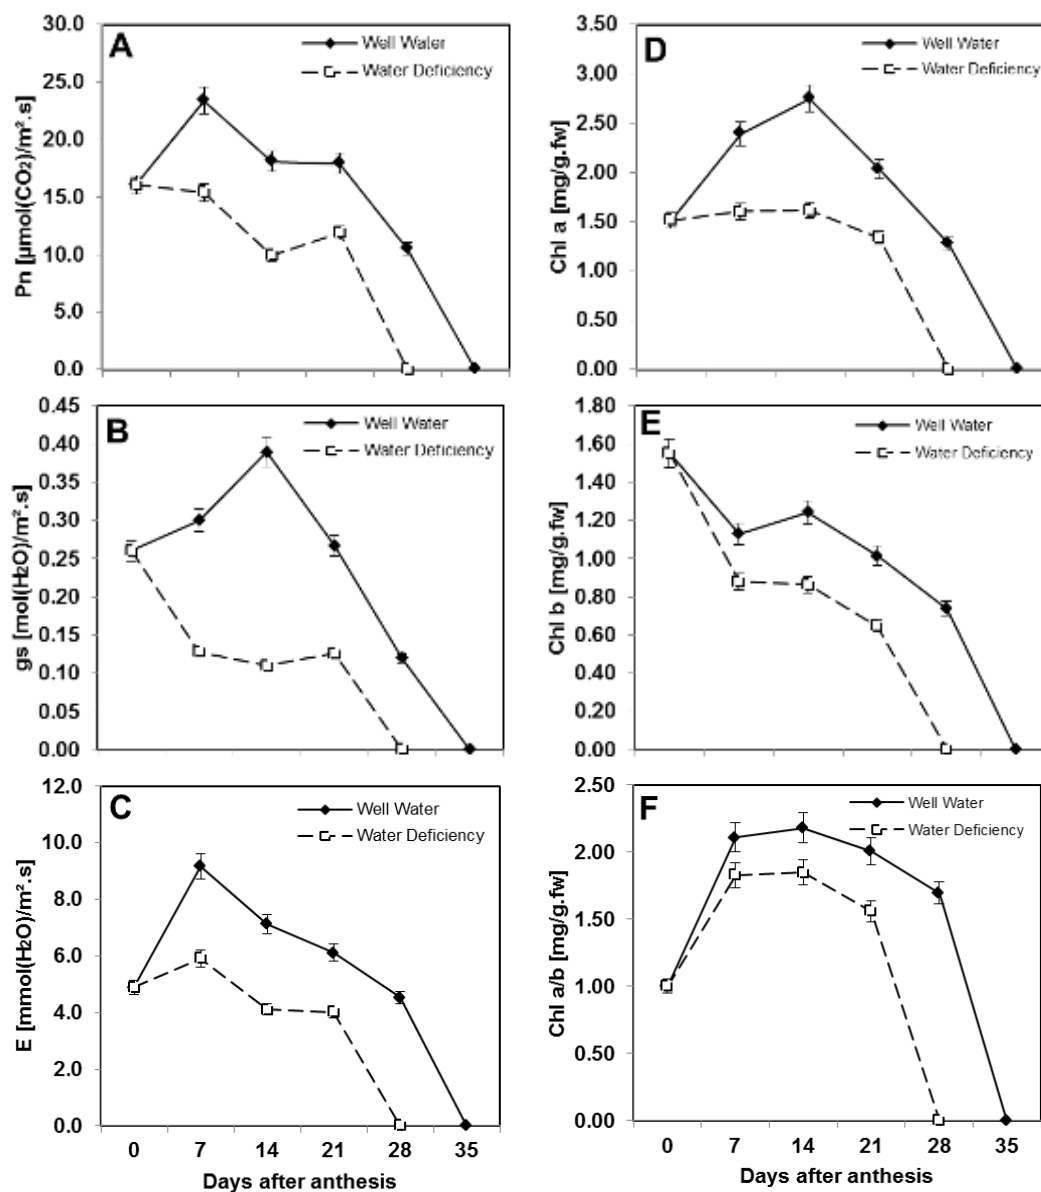 A
Well Water
Water Deficiency
30.0
25.0
20.0
15.0
10.0
5.0
0.0
Pn [µmol(CO₂)/m².s]
D
Well Water
Water Deficiency
3.50
3.00
2.50
2.00
1.50
1.00
0.50
0.00
Chl a [mg/g.fw]
B
Well Water
Water Deficiency
0.45
0.40
0.35
0.30
0.25
0.20
0.15
0.10
0.05
0.00
gs [mol(H₂O)/m².s]
E
Well Water
Water Deficiency
1.80
1.60
1.40
1.20
1.00
0.80
0.60
0.40
0.20
0.00
Chl b [mg/g.fw]
C
Well Water
Water Deficiency
12.0
10.0
8.0
6.0
4.0
2.0
0.0
E [mmol(H₂O)/m².s]
0 7 14 21 28 35
Days after anthesis
F
Well Water
Water Deficiency
2.50
2.00
1.50
1.00
0.50
0.00
Chl a/b [mg/g.fw]
0 7 14 21 28 35
Days after anthesis